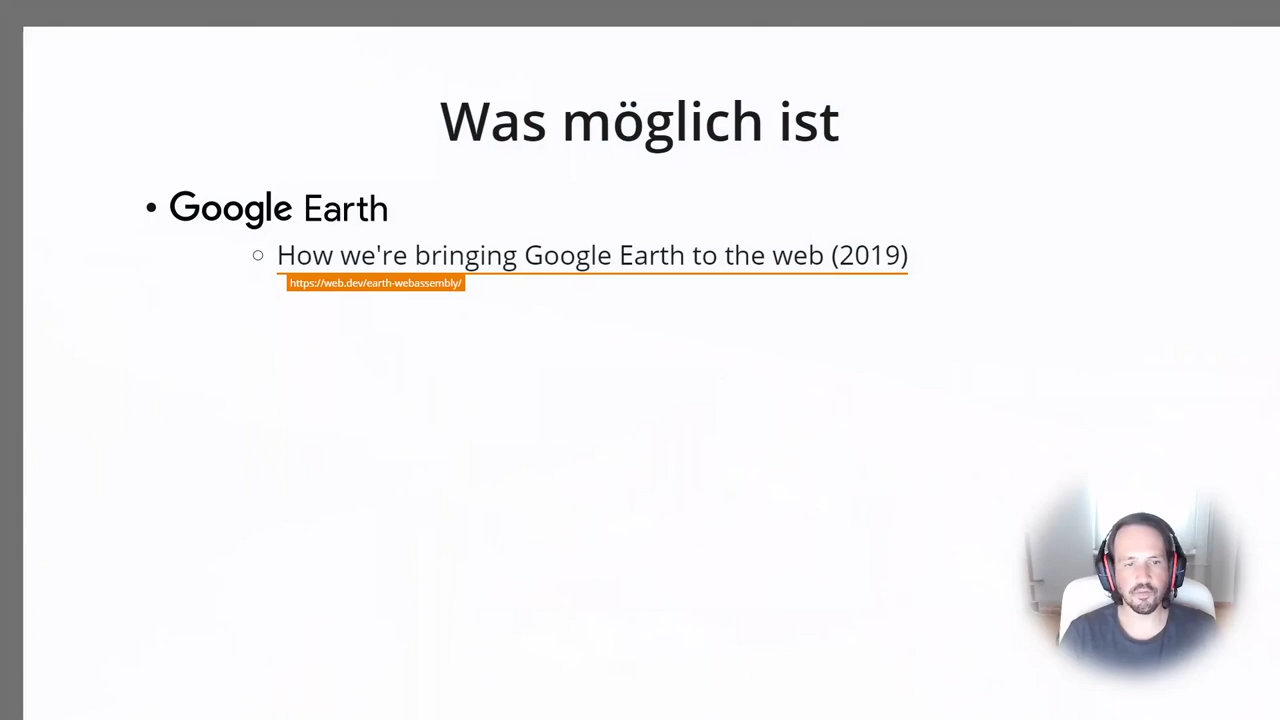 Was möglich ist
• Google Earth
○ How we're bringing Google Earth to the web (2019)
https://web.dev/earth-webassembly/